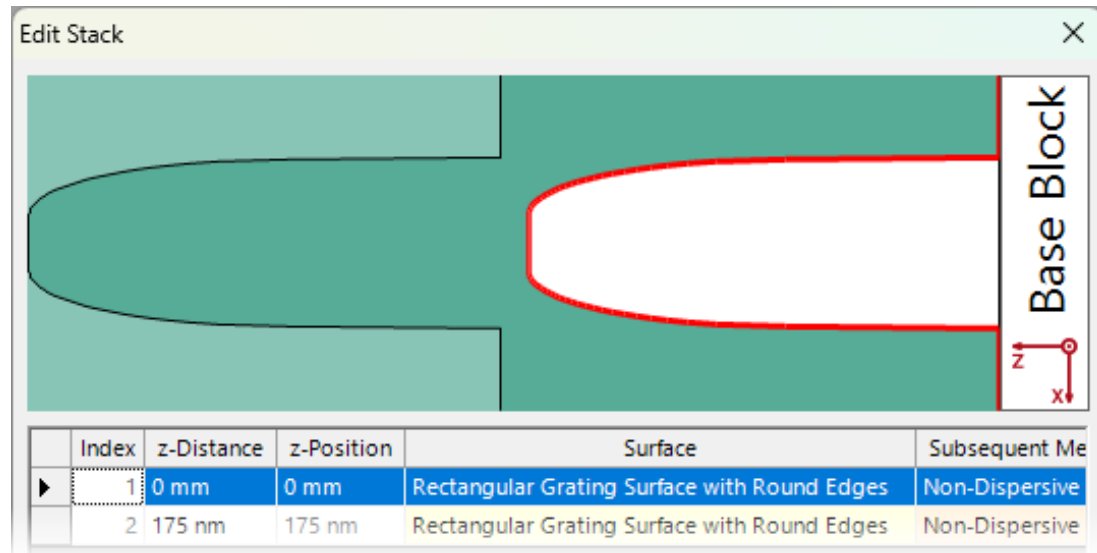 Edit Stack
Base Block
z
x
Index z-Distance z-Position Surface Subsequent Me
1 0 mm 0 mm Rectangular Grating Surface with Round Edges Non-Dispersive
2 175 nm 175 nm Rectangular Grating Surface with Round Edges Non-Dispersive